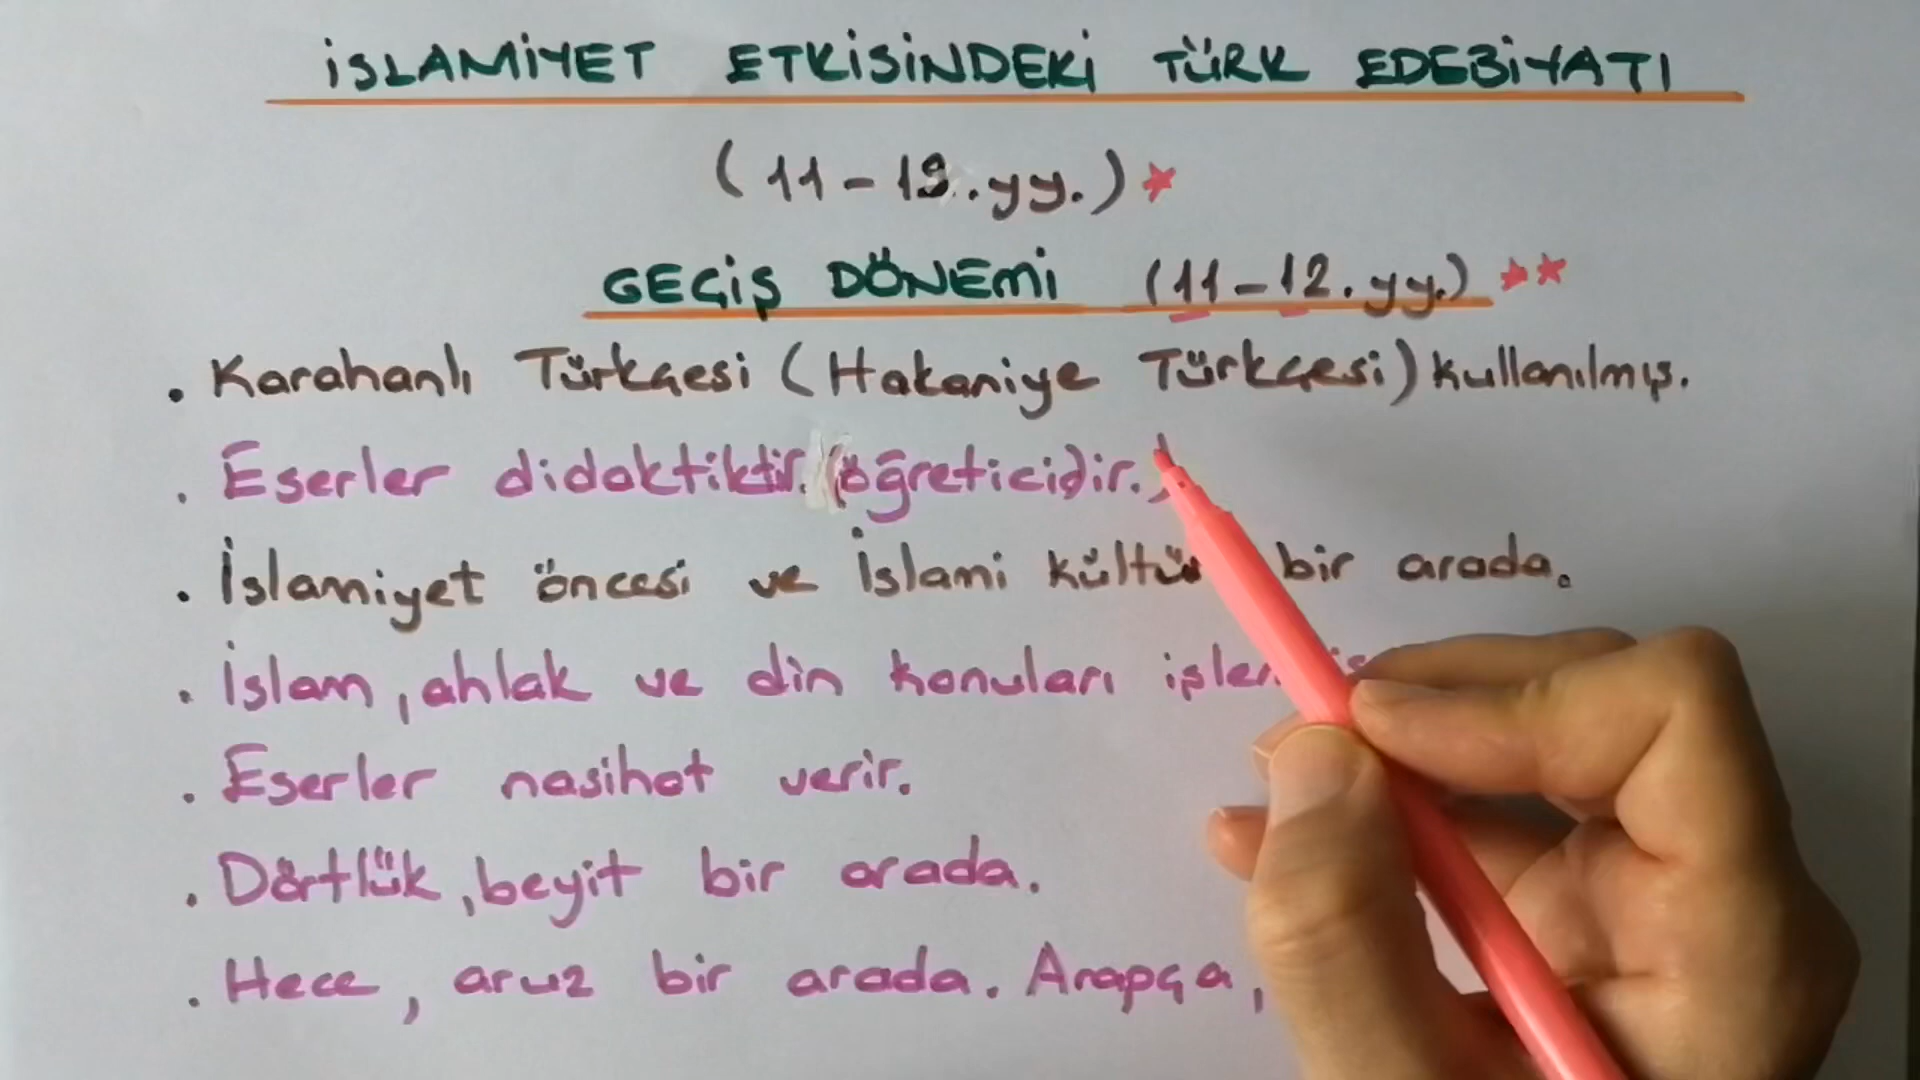 İSLAMİYET ETKİSİNDEKİ TÜRK EDEBİYATI
(11-19.yy.)
GEÇİŞ DÖNEMİ (11-12.yy.)
. Karahanlı Türkçesi (Hakaniye Türkçesi) kullanılmış.
. Eserler didaktiktir. (öğreticidir.)
. İslamiyet öncesi ve İslami kültür bir arada.
. İslam, ahlak ve din konuları
. Eserler nasihat verir.
. Dörtlük, beyit bir arada.
. Hece, aruz bir arada. Arapça,